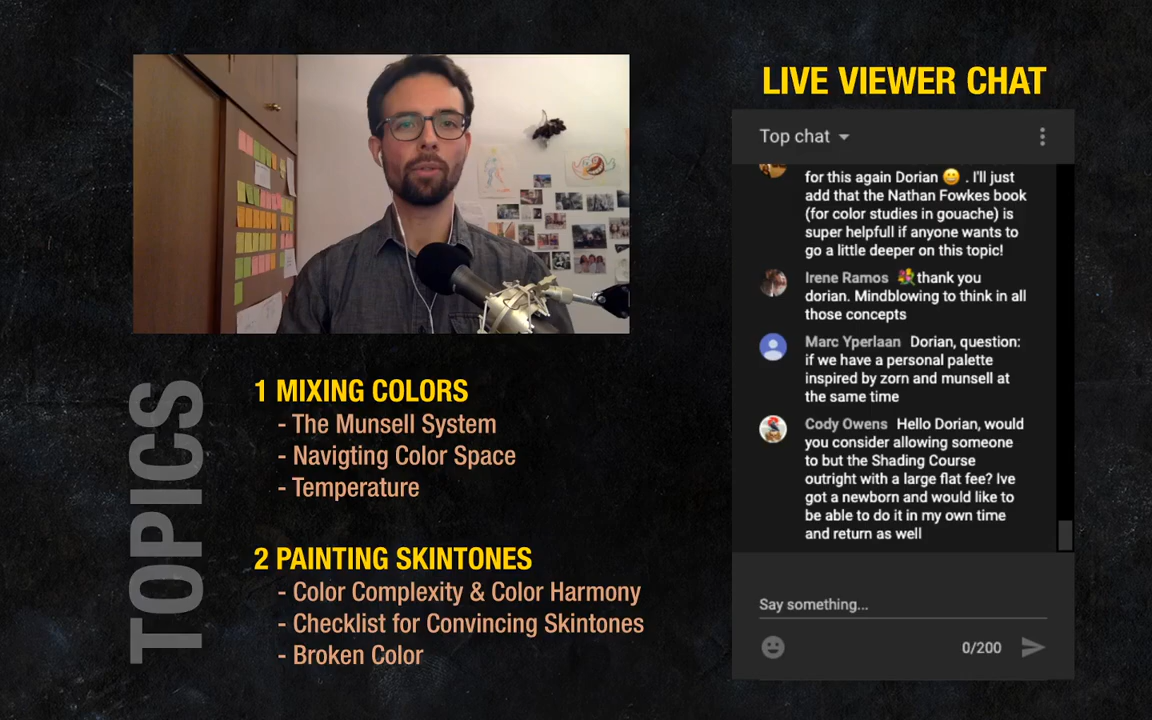 LIVE VIEWER CHAT
Top chat
for this again Dorian 😀 . I'll just
add that the Nathan Fowkes book
(for color studies in gouache) is
super helpfull if anyone wants to
go a little deeper on this topic!
Irene Ramos 💐thank you
dorian. Mindblowing to think in all
those concepts
Marc Yperlaan Dorian, question:
if we have a personal palette
inspired by zorn and munsell at
the same time
Cody Owens Hello Dorian, would
you consider allowing someone
to but the Shading Course
outright with a large flat fee? Ive
got a newborn and would like to
be able to do it in my own time
and return as well
Say something...
0/200
TOPICS
1 MIXING COLORS
- The Munsell System
- Navigting Color Space
- Temperature
2 PAINTING SKINTONES
- Color Complexity & Color Harmony
- Checklist for Convincing Skintones
- Broken Color